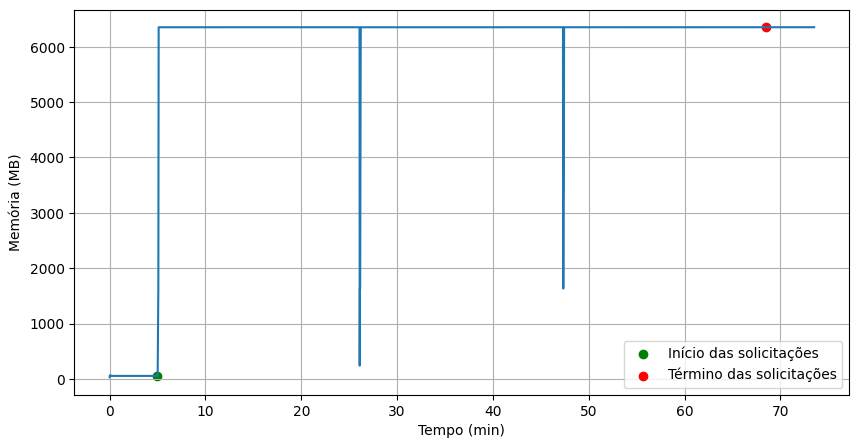 Memória (MB)
6000
5000
4000
3000
2000
1000
0
0 10 20 30 40 50 60 70
Tempo (min)
Início das solicitações
Término das solicitações